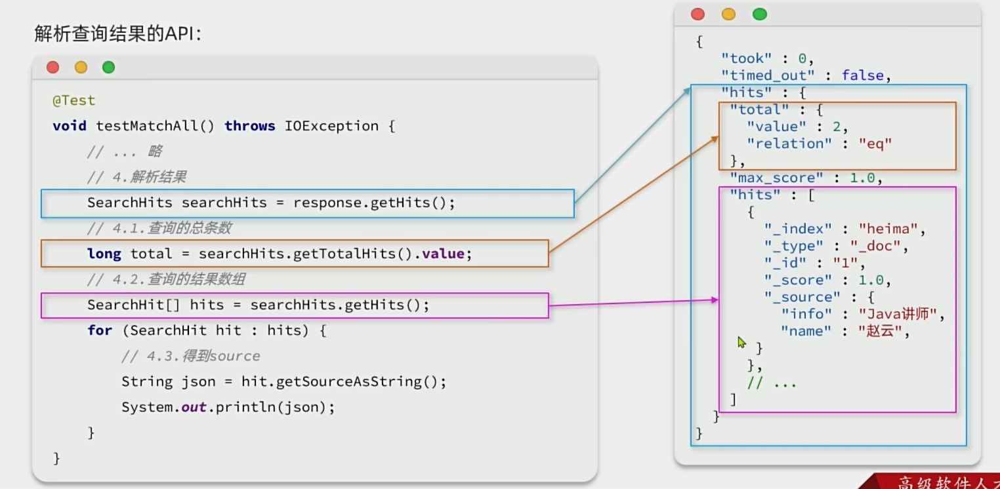 解析查询结果的API：
@Test
void testMatchAll() throws IOException {
// ... 略
// 4.解析结果
SearchHits searchHits = response.getHits();
// 4.1.查询的总条数
long total = searchHits.getTotalHits().value;
// 4.2.查询的结果数组
SearchHit[] hits = searchHits.getHits();
for (SearchHit hit : hits) {
// 4.3.得到source
String json = hit.getSourceAsString();
System.out.println(json);
}
}
{
"took" : 0,
"timed_out" : false,
"hits" : {
"total" : {
"value" : 2,
"relation" : "eq"
},
"max_score" : 1.0,
"hits" : [
{
"_index" : "heima",
"_type" : "_doc",
"_id" : "1",
"_score" : 1.0,
"_source" : {
"info" : "Java讲师",
"name" : "赵云",
}
},
// ...
]
}
}
高级软件人才